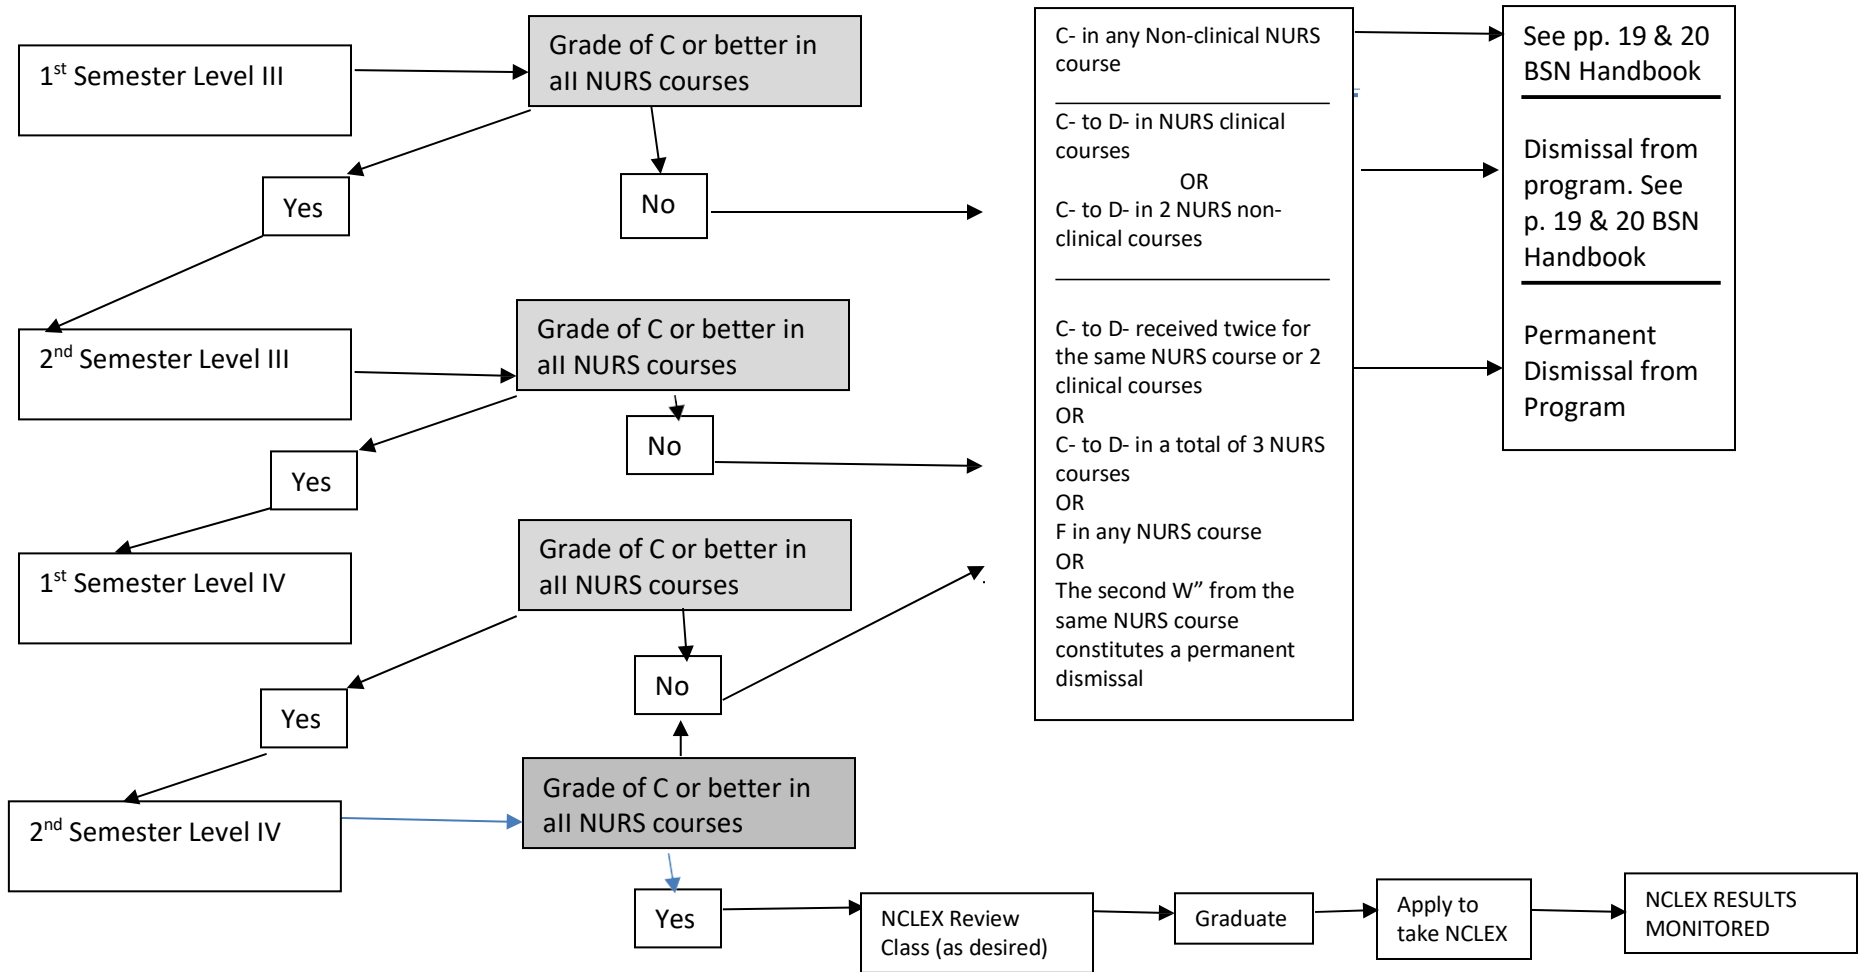 1st Semester Level III
Grade of C or better in
all NURS courses
Yes
No
2nd Semester Level III
Grade of C or better in
all NURS courses
Yes
No
1st Semester Level IV
Grade of C or better in
all NURS courses
Yes
No
2nd Semester Level IV
Grade of C or better in
all NURS courses
Yes
NCLEX Review
Class (as desired)
Graduate
Apply to
take NCLEX
NCLEX RESULTS
MONITORED
C- in any Non-clinical NURS
course
C- to D- in NURS clinical
courses
OR
C- to D- in 2 NURS non-
clinical courses
C- to D- received twice for
the same NURS course or 2
clinical courses
OR
C- to D- in a total of 3 NURS
courses
OR
F in any NURS course
OR
The second W” from the
same NURS course
constitutes a permanent
dismissal
See pp. 19 & 20
BSN Handbook
Dismissal from
program. See
p. 19 & 20 BSN
Handbook
Permanent
Dismissal from
Program